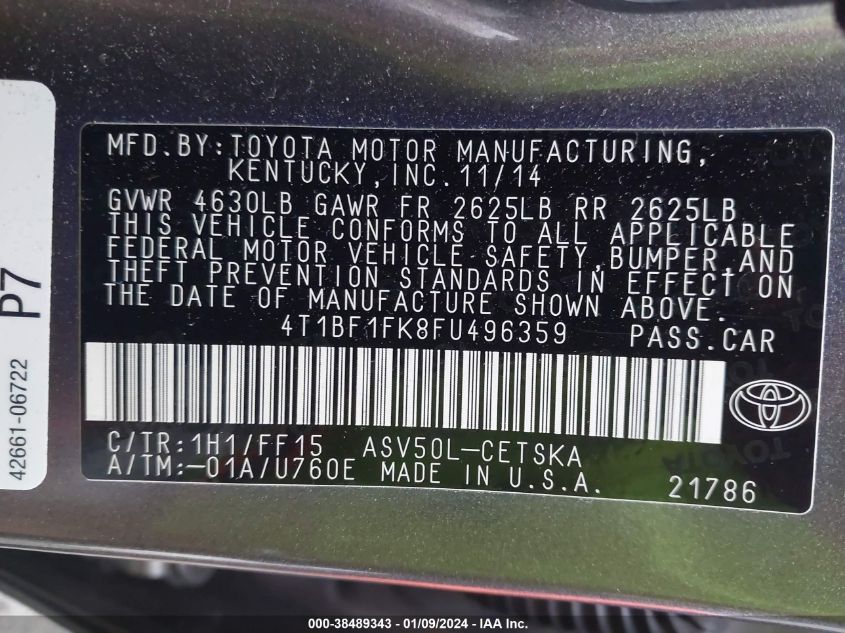 MFD.BY:TOYOTA MOTOR MANUFACTURING,
KENTUCKY,INC.11/14
GVWR 4630LB GAWR FR 2625LB RR 2625LB
THIS VEHICLE CONFORMS TO ALL APPLICABLE
FEDERAL MOTOR VEHICLE SAFETY,BUMPER,AND
THEFT PREVENTION STANDARDS IN EFFECT ON
THE DATE OF MANUFACTURE SHOWN ABOVE.
4T1BF1FK8FU496359 PASS.CAR
C/TR:1H1/FF15 ASV50L-CETSKA
A/TM:-01A/U760E MADE IN U.S.A. 21786
P7
42661-06722
000-38489343 - 01/09/2024 - IAA Inc.